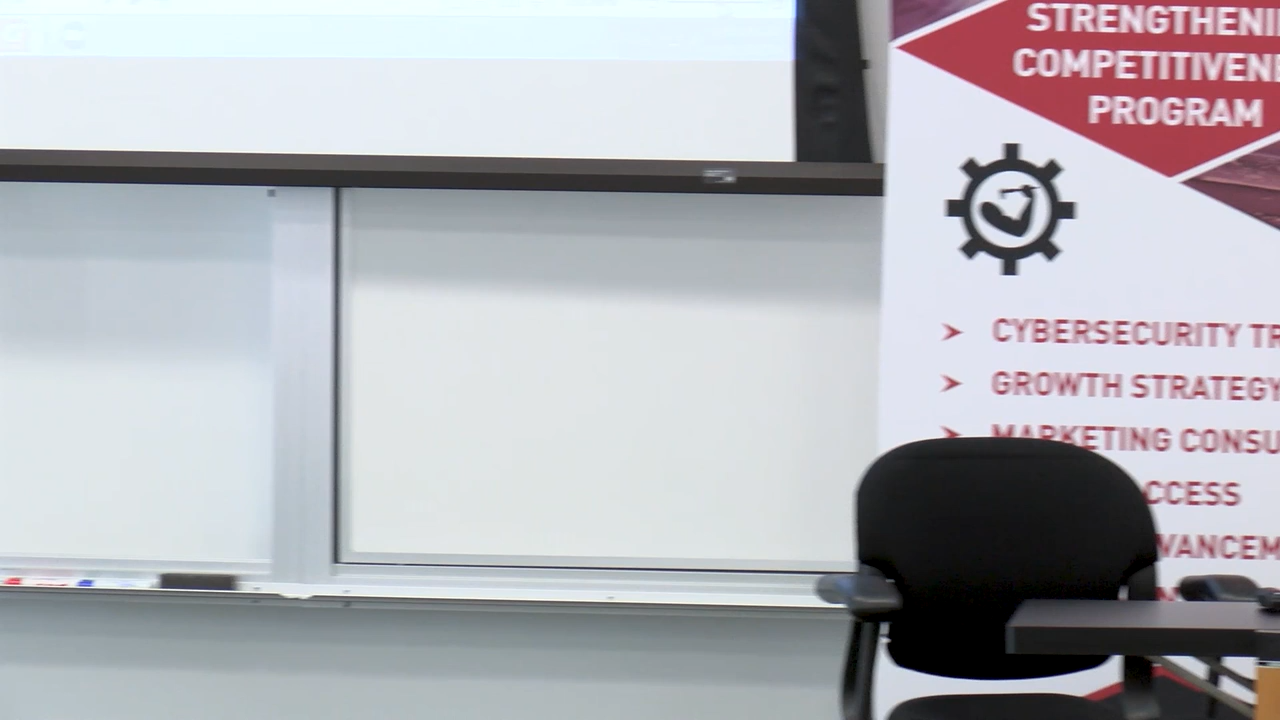 STRENGTHENI
COMPETITIVENE
PROGRAM
CYBERSECURITY TR
GROWTH STRATEGY
MARKETING CONSU
CCESS
VANCEM